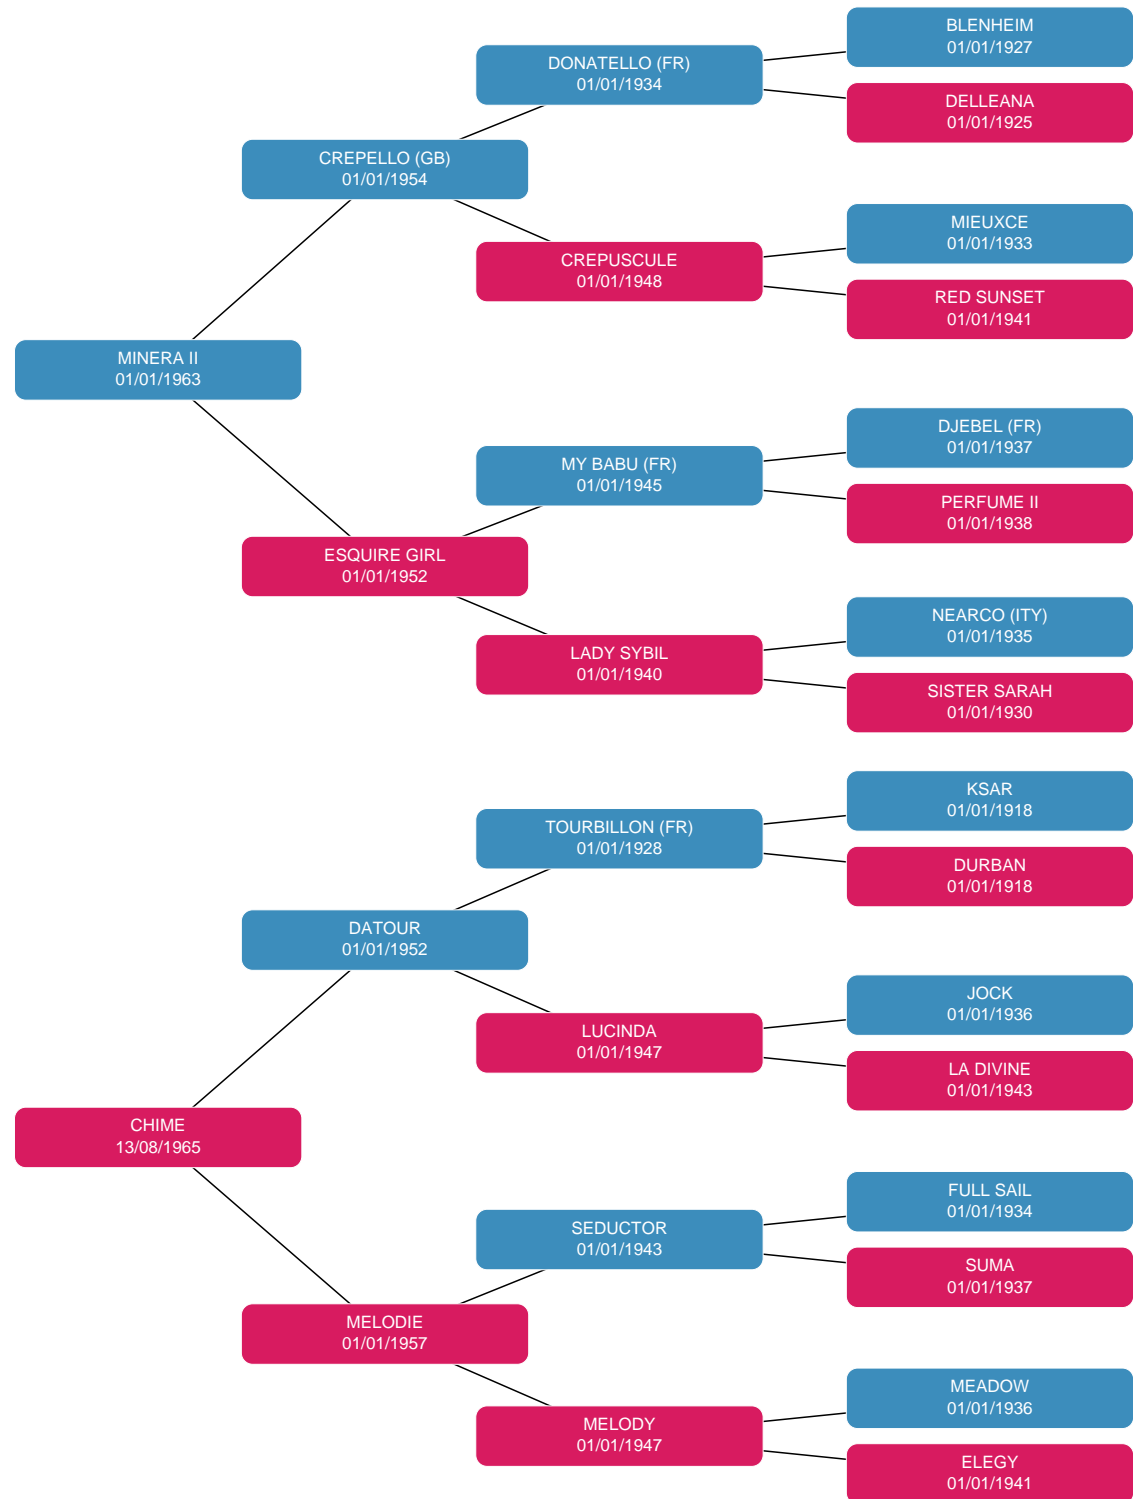 BLENHEIM
01/01/1927
DONATELLO (FR)
01/01/1934
DELLEANA
01/01/1925
CREPELLO (GB)
01/01/1954
MIEUXCE
01/01/1933
CREPUSCULE
01/01/1948
RED SUNSET
01/01/1941
MINERA II
01/01/1963
DJEBEL (FR)
01/01/1937
MY BABU (FR)
01/01/1945
PERFUME II
01/01/1938
ESQUIRE GIRL
01/01/1952
NEARCO (ITY)
01/01/1935
LADY SYBIL
01/01/1940
SISTER SARAH
01/01/1930
KSAR
01/01/1918
TOURBILLON (FR)
01/01/1928
DURBAN
01/01/1918
DATOUR
01/01/1952
JOCK
01/01/1936
LUCINDA
01/01/1947
LA DIVINE
01/01/1943
CHIME
13/08/1965
FULL SAIL
01/01/1934
SEDUCTOR
01/01/1943
SUMA
01/01/1937
MELODIE
01/01/1957
MEADOW
01/01/1936
MELODY
01/01/1947
ELEGY
01/01/1941